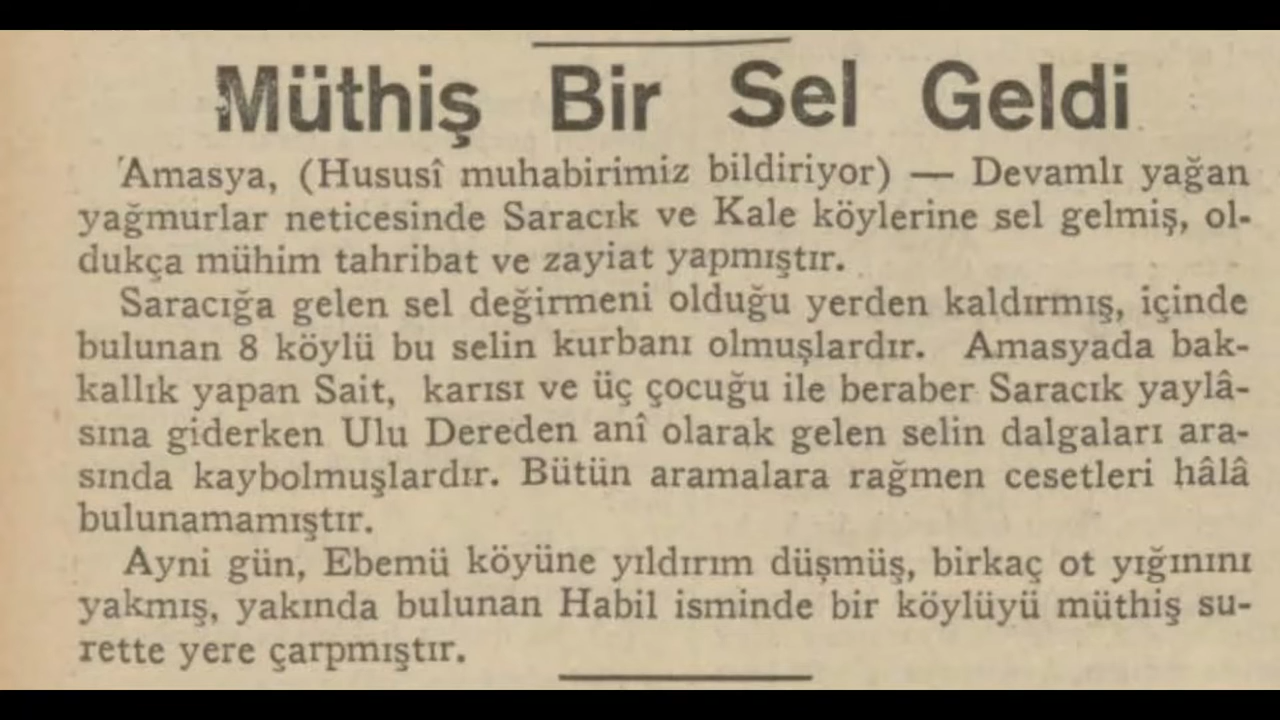 Müthiş Bir Sel Geldi
Amasya, (Hususî muhabirimiz bildiriyor) — Devamlı yağan
yağmurlar neticesinde Saracık ve Kale köylerine sel gelmiş, ol-
dukça mühim tahribat ve zayiat yapmıştır.
Saracığa gelen sel değirmeni olduğu yerden kaldırmış, içinde
bulunan 8 köylü bu selin kurbanı olmuşlardır. Amasyada bak-
kallık yapan Sait, karısı ve üç çocuğu ile beraber Saracık yaylâ-
sına giderken Ulu Dereden anî olarak gelen selin dalgaları ara-
sında kaybolmuşlardır. Bütün aramalara rağmen cesetleri hâlâ
bulunamamıştır.
Ayni gün, Ebemü köyüne yıldırım düşmüş, birkaç ot yığınını
yakmış, yakında bulunan Habil isminde bir köylüyü müthiş su-
rette yere çarpmıştır.